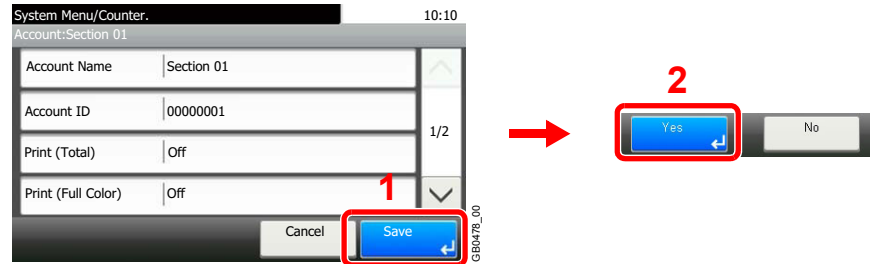 System Menu/Counter. 10:10
Account:Section 01
Account Name Section 01
Account ID 00000001
1/2
Print (Total) Off
Print (Full Color) Off
1
Cancel Save
GB0478_00
2
Yes No